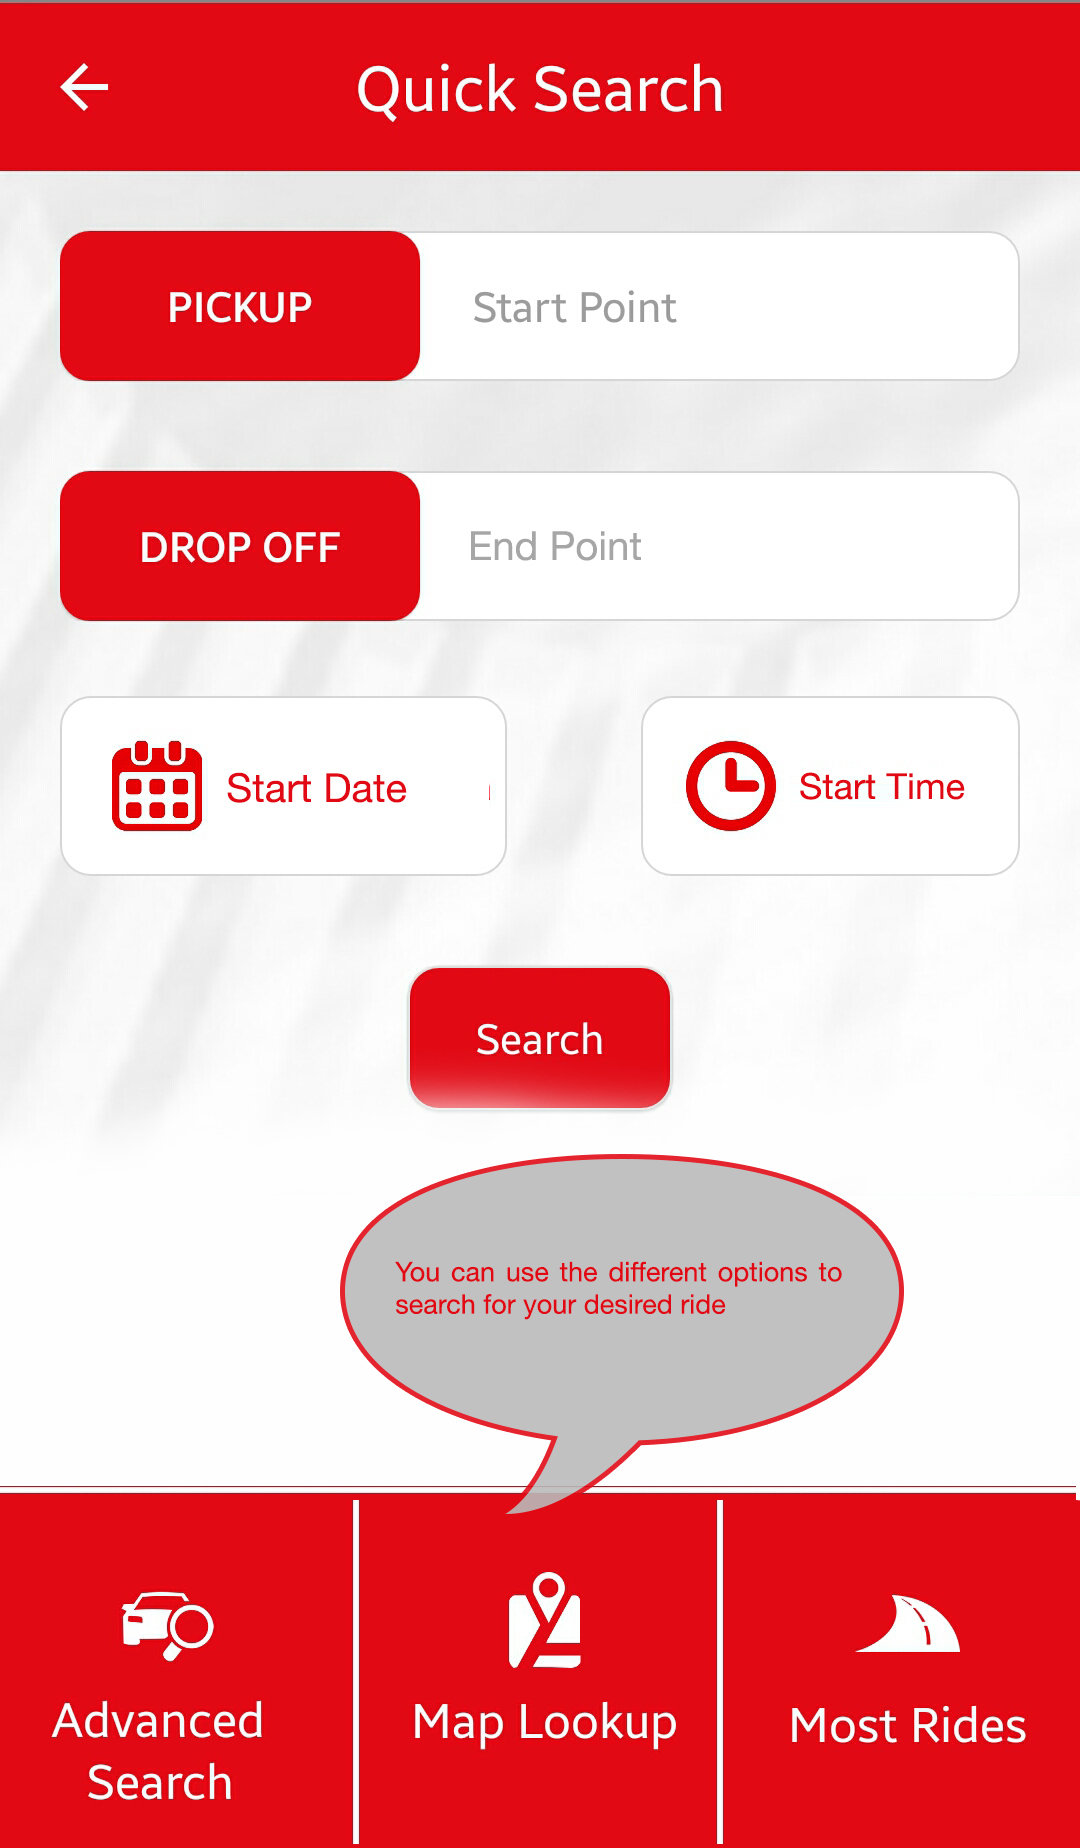 Quick Search
PICKUP
Start Point
DROP OFF
End Point
Start Date
Start Time
Search
You can use the different options to
search for your desired ride
Advanced
Search
Map Lookup
Most Rides